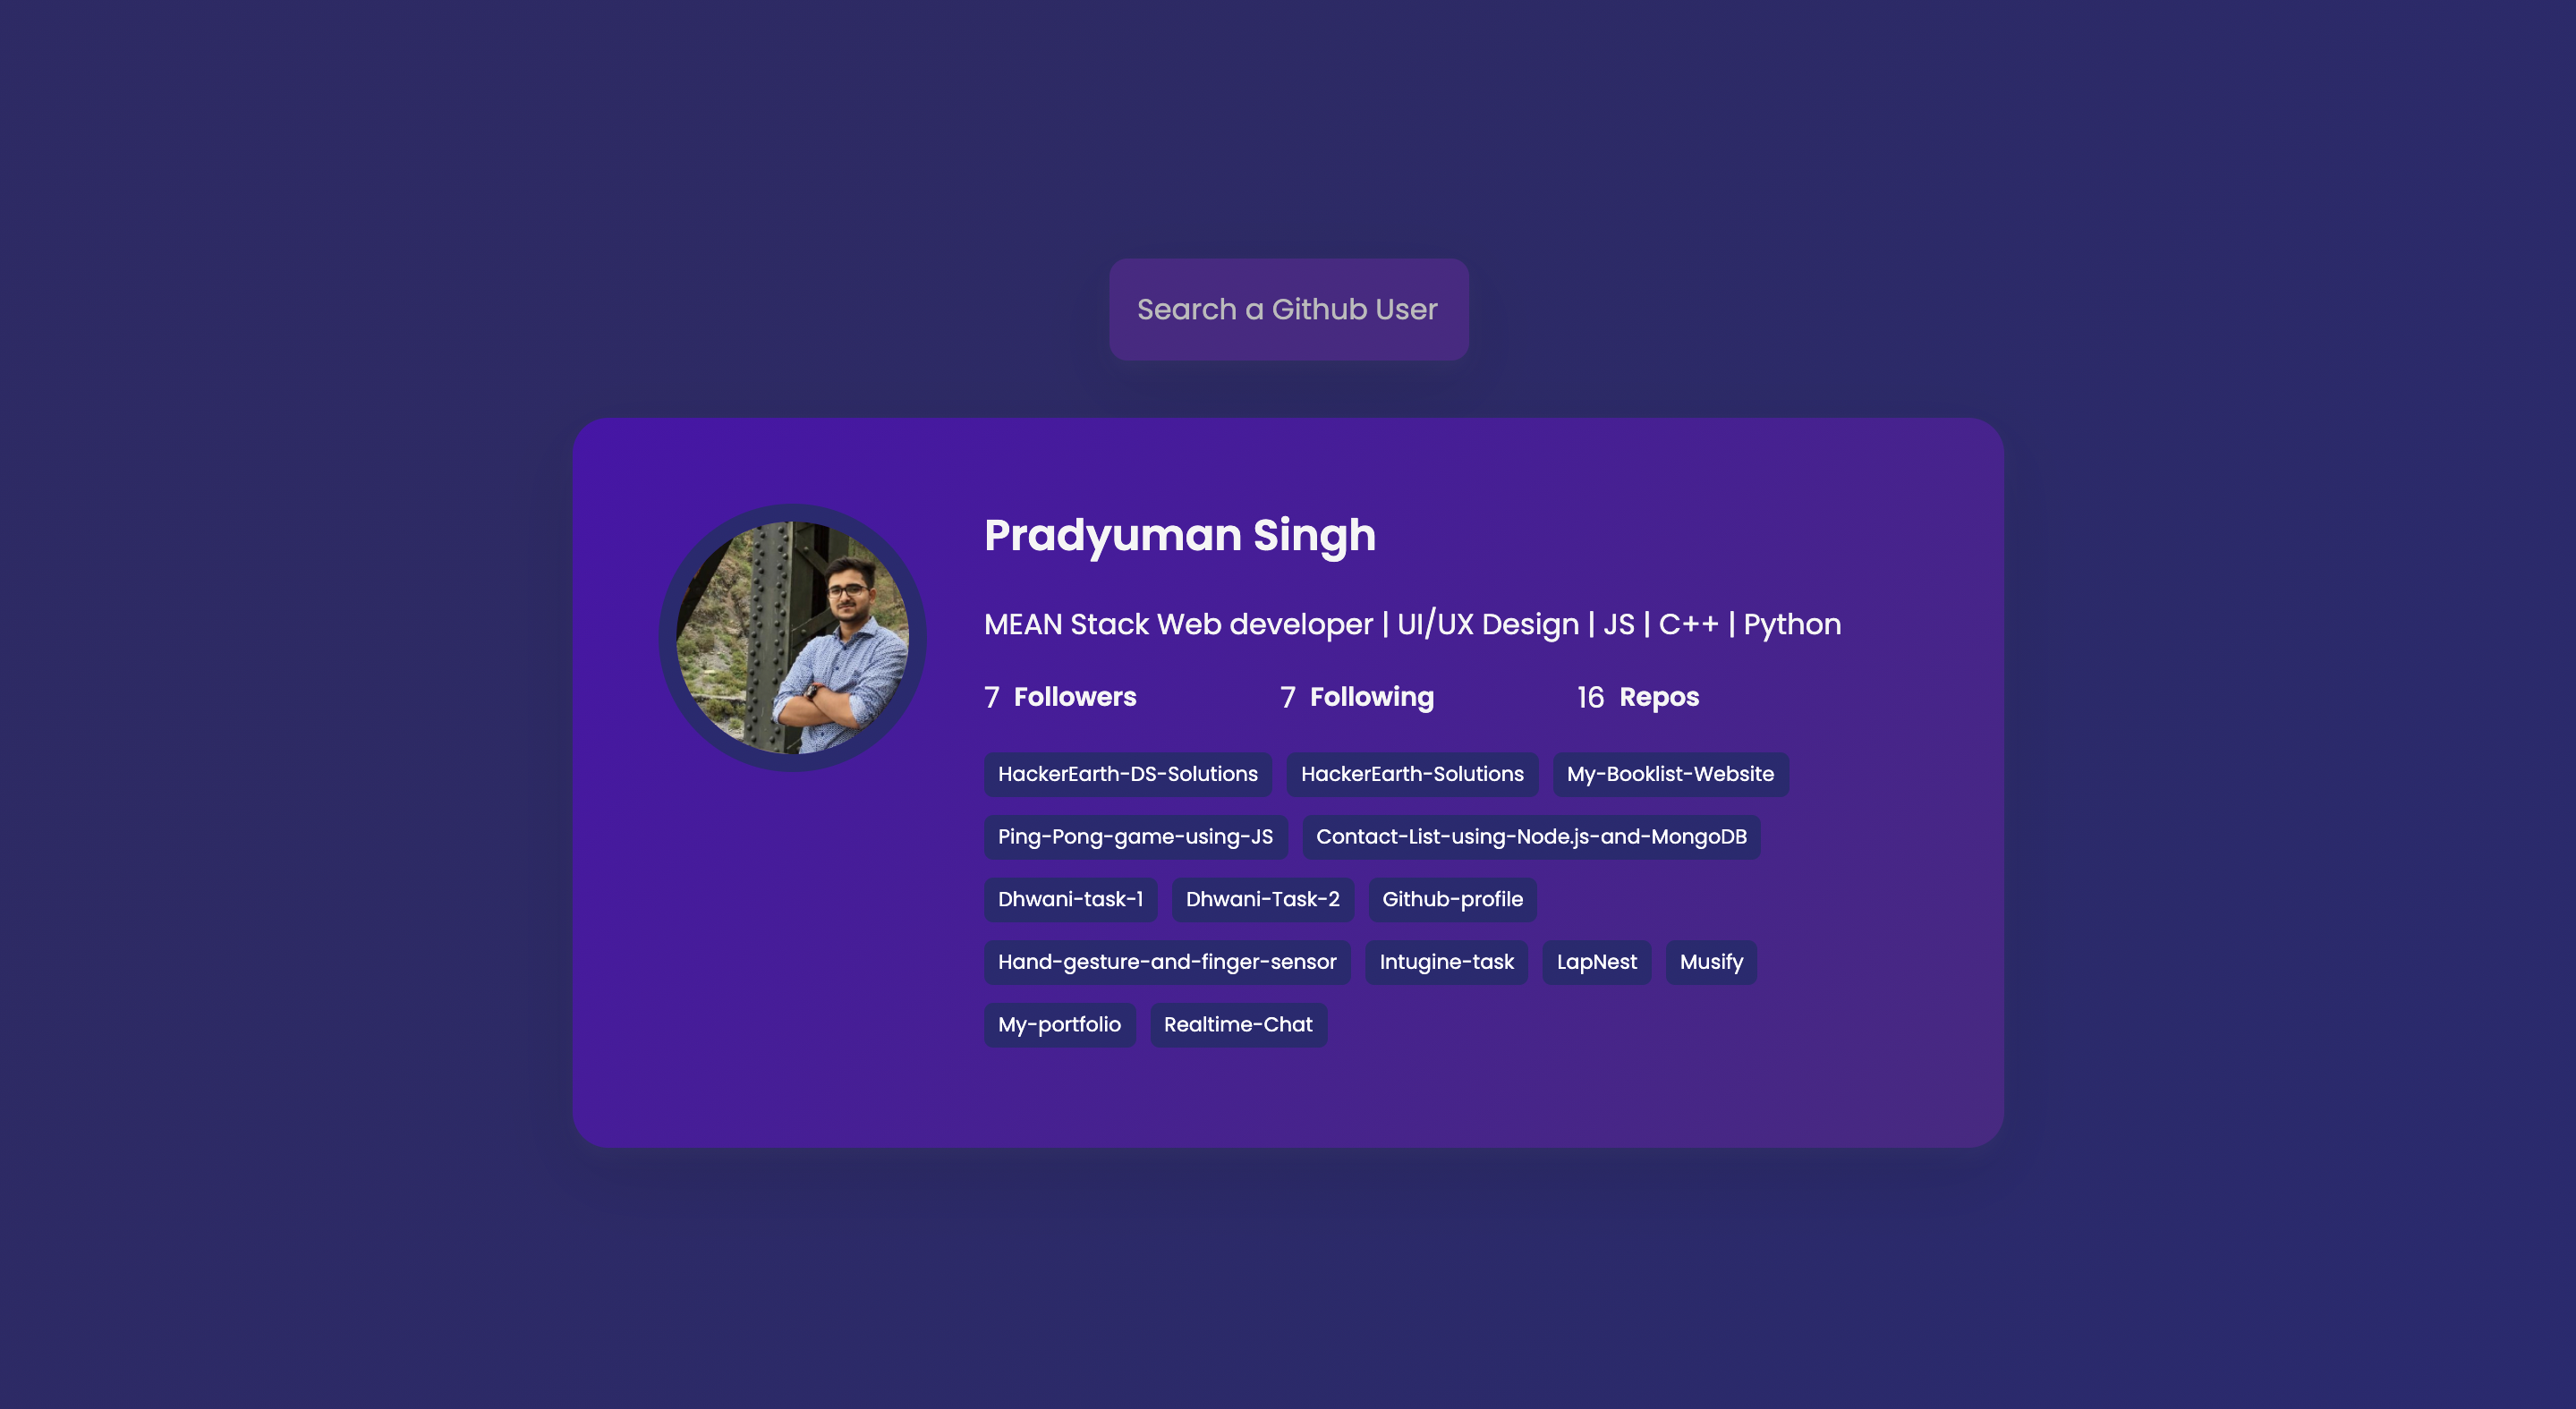 Search a Github User
Pradyuman Singh
MEAN Stack Web developer | UI/UX Design | JS | C++ | Python
7 Followers 7 Following 16 Repos
HackerEarth-DS-Solutions HackerEarth-Solutions My-Booklist-Website
Ping-Pong-game-using-JS Contact-List-using-Node.js-and-MongoDB
Dhwani-task-1 Dhwani-Task-2 Github-profile
Hand-gesture-and-finger-sensor Intugine-task LapNest Musify
My-portfolio Realtime-Chat